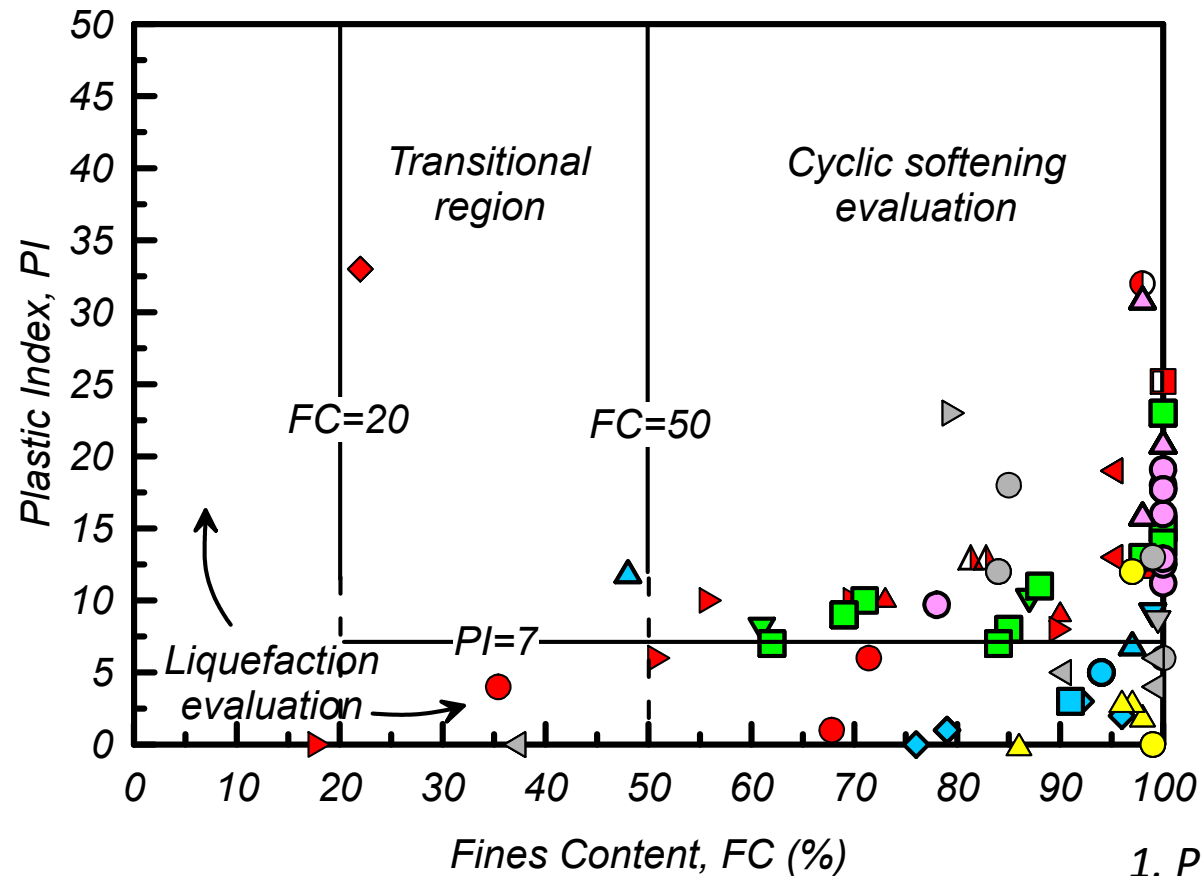 50
45
40
35
30
25
20
15
10
5
0
Plastic Index, PI
Transitional
region
Cyclic softening
evaluation
FC=20
FC=50
PI=7
Liquefaction
evaluation
0 10 20 30 40 50 60 70 80 90 100
Fines Content, FC (%)
1. P